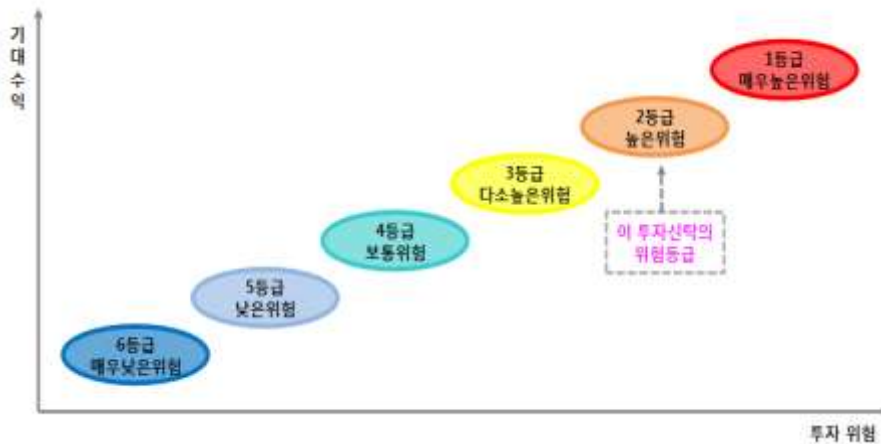 기대수익
1등급
매우높은위험
2등급
높은위험
3등급
다소높은위험
이 투자신탁의
위험등급
4등급
보통위험
5등급
낮은위험
6등급
매우낮은위험
투자 위험